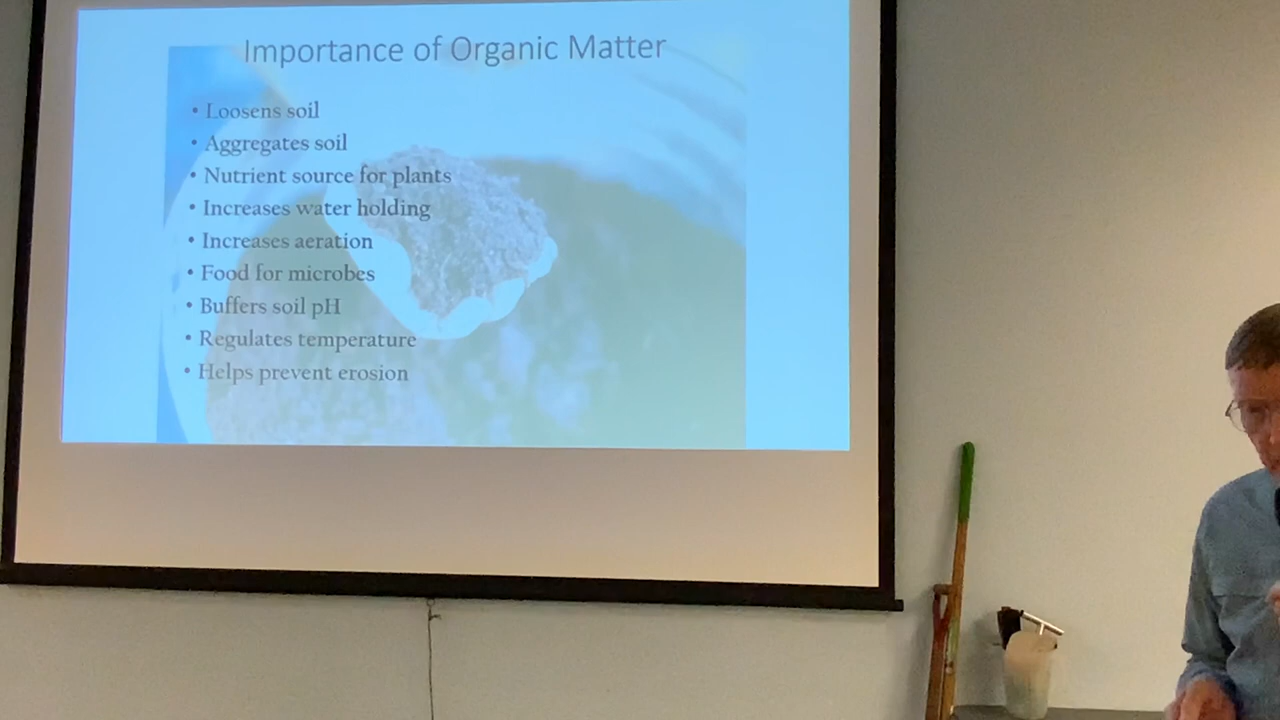 Importance of Organic Matter
• Loosens soil
• Aggregates soil
• Nutrient source for plants
• Increases water holding
• Increases aeration
• Food for microbes
• Buffers soil pH
• Regulates temperature
• Helps prevent erosion